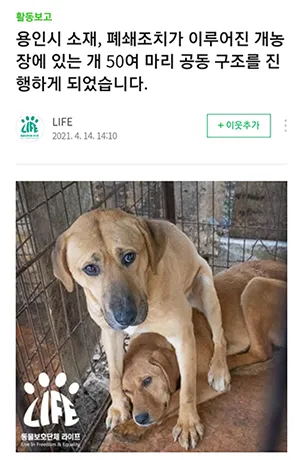 활동보고
용인시 소재, 폐쇄조치가 이루어진 개농
장에 있는 개 50여 마리 공동 구조를 진
행하게 되었습니다.
LIFE
LIFE
2021. 4. 14. 14:10
+ 이웃추가
LIFE
동물보호단체 라이프
Live in Freedom & Equality